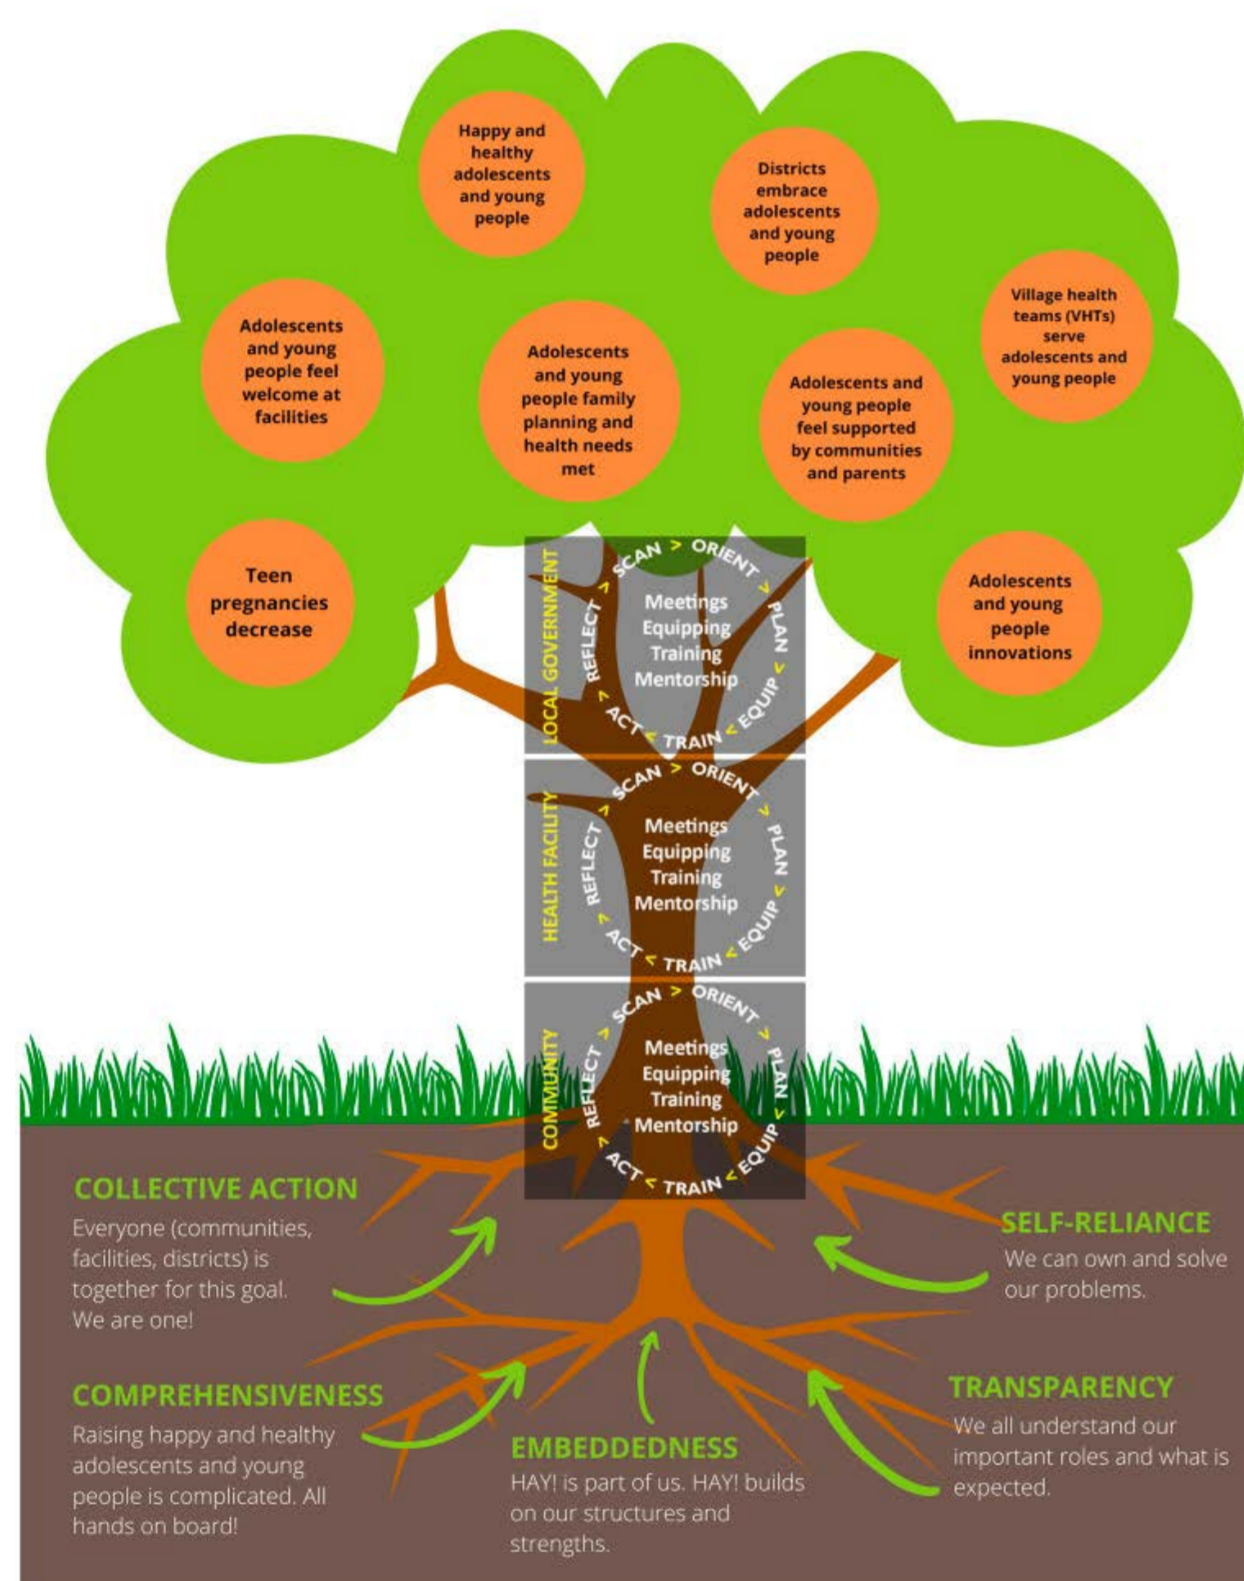 Happy and
healthy
adolescents
and young
people
Districts
embrace
adolescents
and young
people
Village health
teams (VHTs)
serve
adolescents and
young people
Adolescents
and young
people feel
welcome at
facilities
Adolescents
and young
people family
planning and
health needs
met
Adolescents and
young people
feel supported
by communities
and parents
Teen
pregnancies
decrease
Adolescents
and young
people
innovations
LOCAL GOVERNMENT
SCAN > ORIENT > PLAN > EQUIP > TRAIN > ACT > REFLECT >
Meetings
Equipping
Training
Mentorship
HEALTH FACILITY
SCAN > ORIENT > PLAN > EQUIP > TRAIN > ACT > REFLECT >
Meetings
Equipping
Training
Mentorship
COMMUNITY
SCAN > ORIENT > PLAN > EQUIP > TRAIN > ACT > REFLECT >
Meetings
Equipping
Training
Mentorship
COLLECTIVE ACTION
Everyone (communities,
facilities, districts) is
together for this goal.
We are one!
SELF-RELIANCE
We can own and solve
our problems.
COMPREHENSIVENESS
Raising happy and healthy
adolescents and young
people is complicated. All
hands on board!
EMBEDDEDNESS
HAY! is part of us. HAY! builds
on our structures and
strengths.
TRANSPARENCY
We all understand our
important roles and what is
expected.